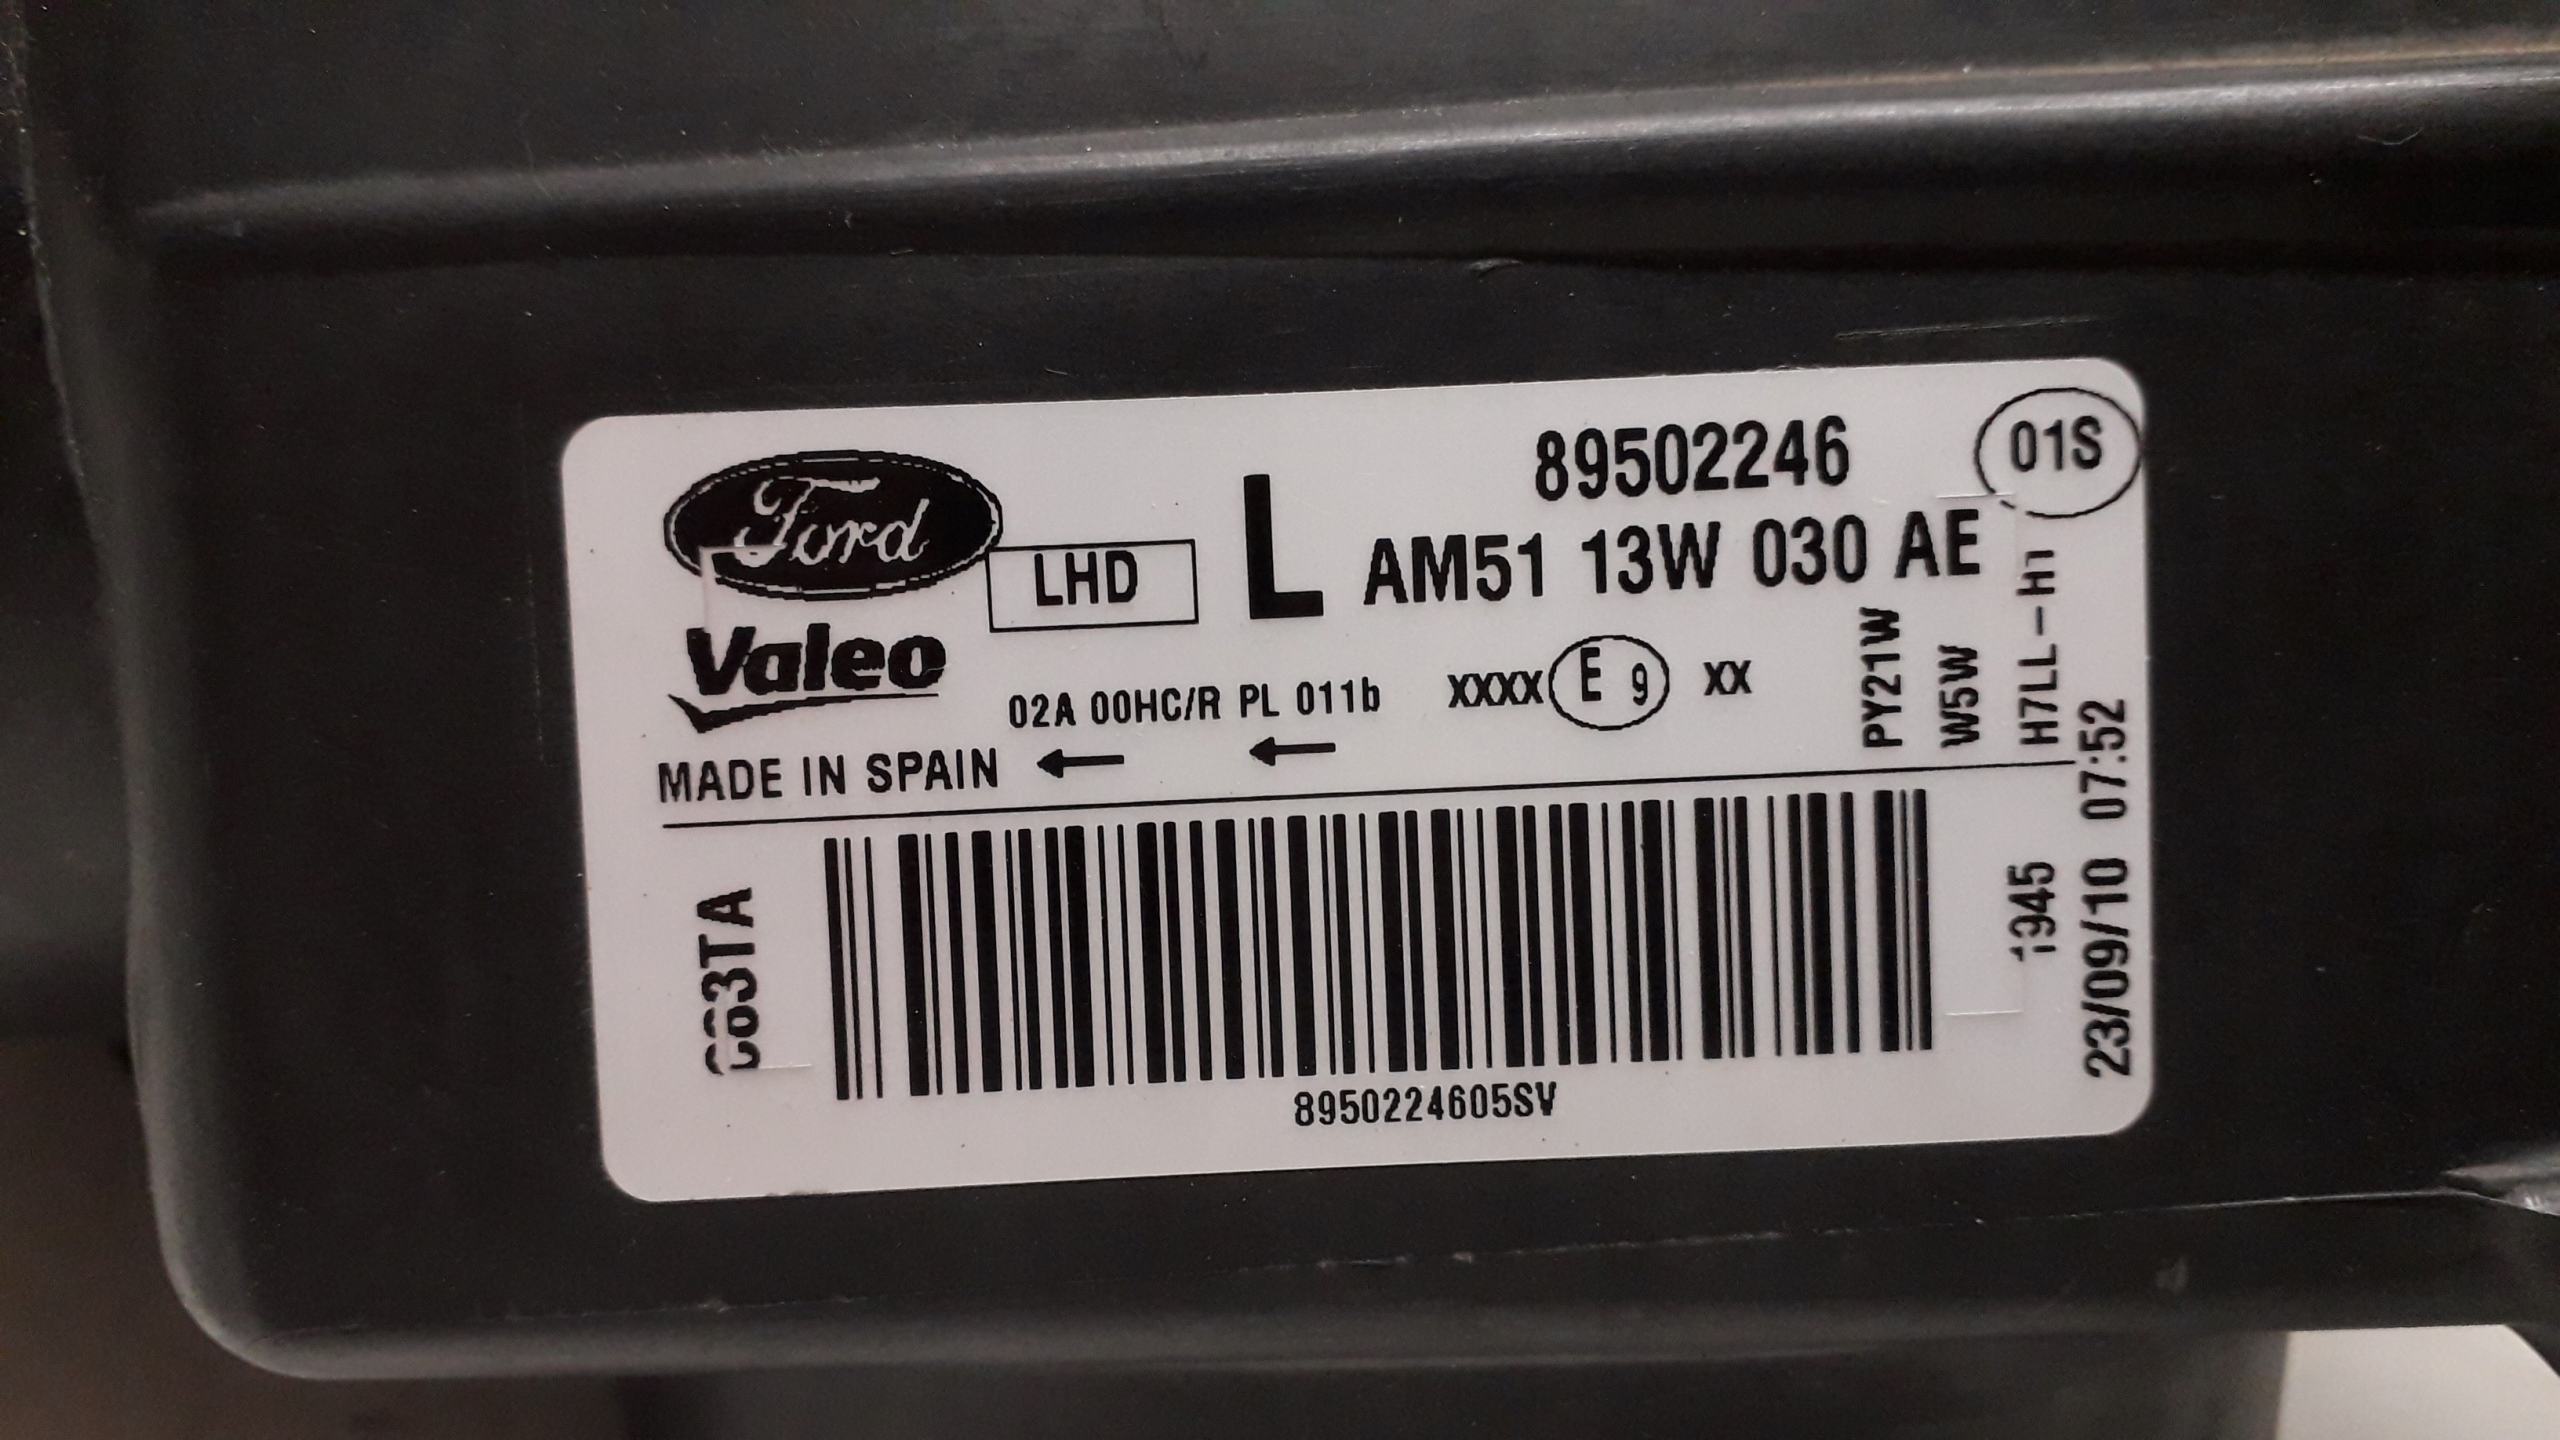 Ford
LHD
L
89502246
01S
AM51 13W 030 AE
Valeo
02A 00HC/R PL 011b
XXXX E 9 XX
PY21W
W5W
H7LL-H1
MADE IN SPAIN
1945
23/09/10 07:52
8950224605SV